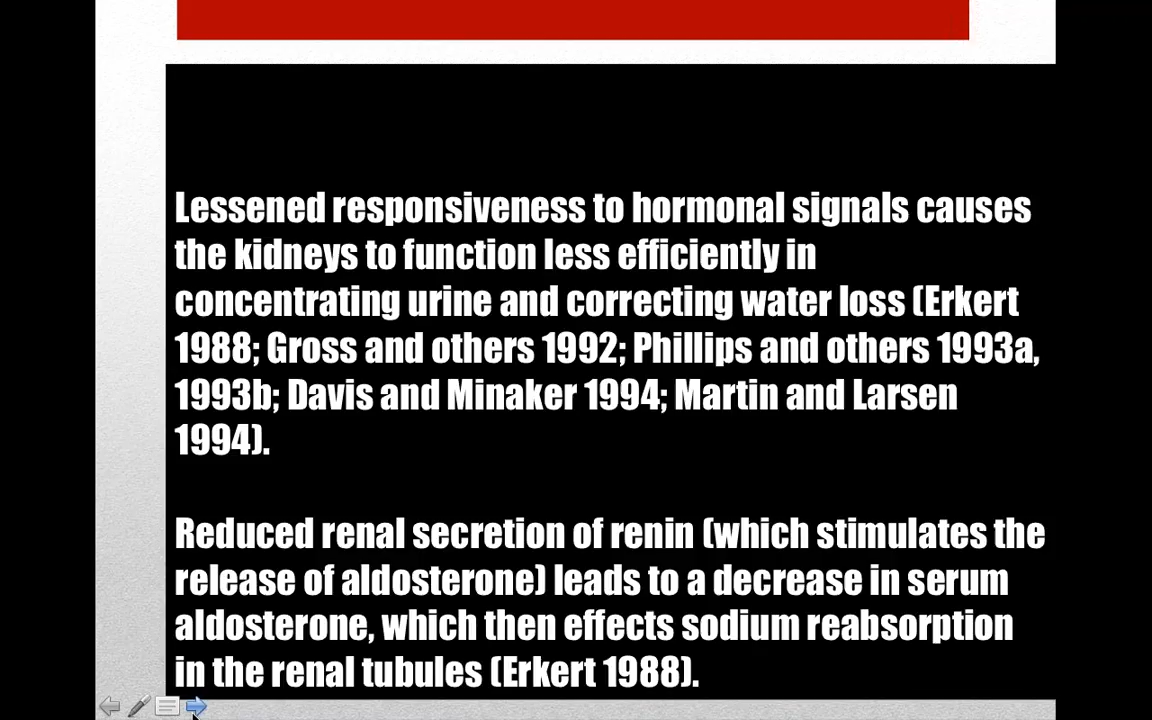 Lessened responsiveness to hormonal signals causes
the kidneys to function less efficiently in
concentrating urine and correcting water loss (Erkert
1988; Gross and others 1992; Phillips and others 1993a,
1993b; Davis and Minaker 1994; Martin and Larsen
1994).
Reduced renal secretion of renin (which stimulates the
release of aldosterone) leads to a decrease in serum
aldosterone, which then effects sodium reabsorption
in the renal tubules (Erkert 1988).